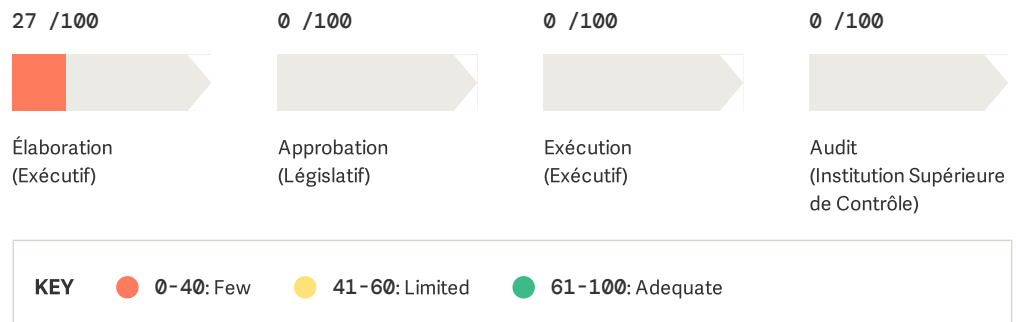 27 /100
0 /100
0 /100
0 /100
Élaboration
(Exécutif)
Approbation
(Législatif)
Exécution
(Exécutif)
Audit
(Institution Supérieure
de Contrôle)
KEY
0-40: Few
41-60: Limited
61-100: Adequate